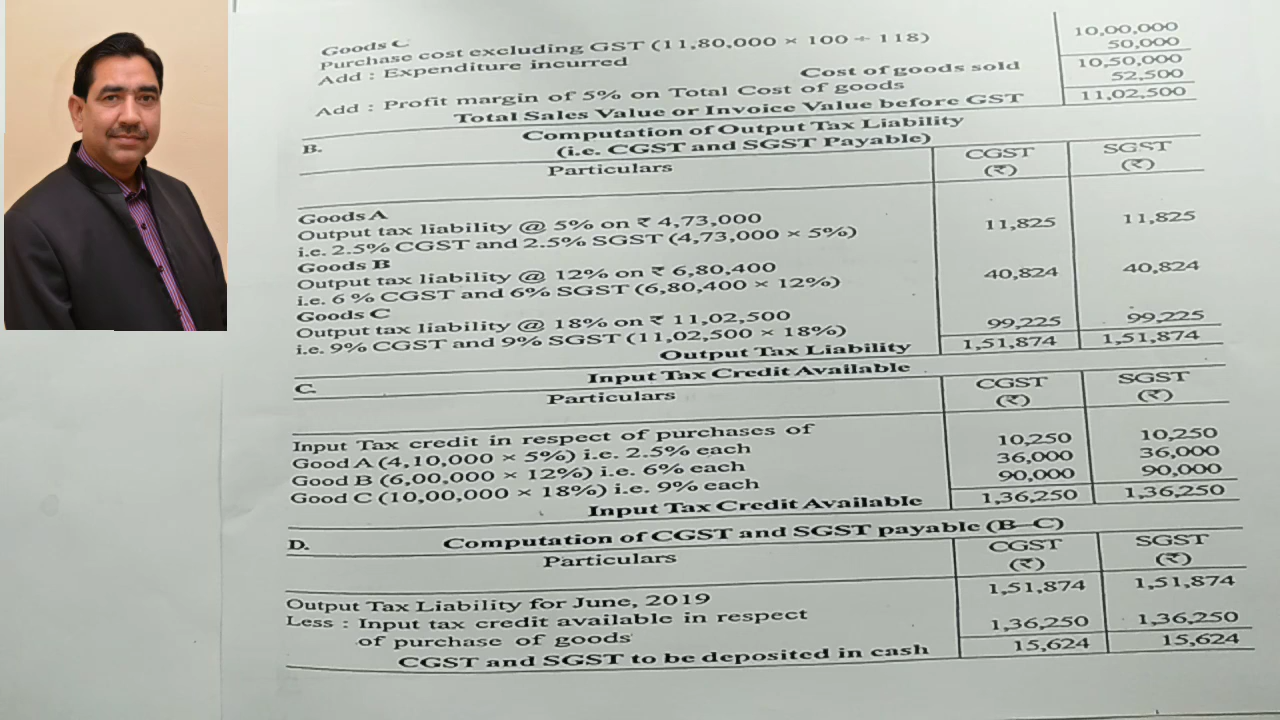 Goods C
Purchase cost excluding GST (11,80,000 × 100 ÷ 118) 10,00,000
Add : Expenditure incurred 50,000
Cost of goods sold 10,50,000
Add : Profit margin of 5% on Total Cost of goods 52,500
Total Sales Value or Invoice Value before GST 11,02,500
B. Computation of Output Tax Liability
(i.e. CGST and SGST Payable)
Particulars CGST (₹) SGST (₹)
Goods A
Output tax liability @ 5% on ₹ 4,73,000
i.e. 2.5% CGST and 2.5% SGST (4,73,000 × 5%) 11,825 11,825
Goods B
Output tax liability @ 12% on ₹ 6,80,400
i.e. 6 % CGST and 6% SGST (6,80,400 × 12%) 40,824 40,824
Goods C
Output tax liability @ 18% on ₹ 11,02,500
i.e. 9% CGST and 9% SGST (11,02,500 × 18%) 99,225 99,225
Output Tax Liability 1,51,874 1,51,874
C. Input Tax Credit Available
Particulars CGST (₹) SGST (₹)
Input Tax credit in respect of purchases of
Good A (4,10,000 × 5%) i.e. 2.5% each 10,250 10,250
Good B (6,00,000 × 12%) i.e. 6% each 36,000 36,000
Good C (10,00,000 × 18%) i.e. 9% each 90,000 90,000
Input Tax Credit Available 1,36,250 1,36,250
D. Computation of CGST and SGST payable (B–C)
Particulars CGST (₹) SGST (₹)
Output Tax Liability for June, 2019 1,51,874 1,51,874
Less : Input tax credit available in respect
of purchase of goods 1,36,250 1,36,250
CGST and SGST to be deposited in cash 15,624 15,624